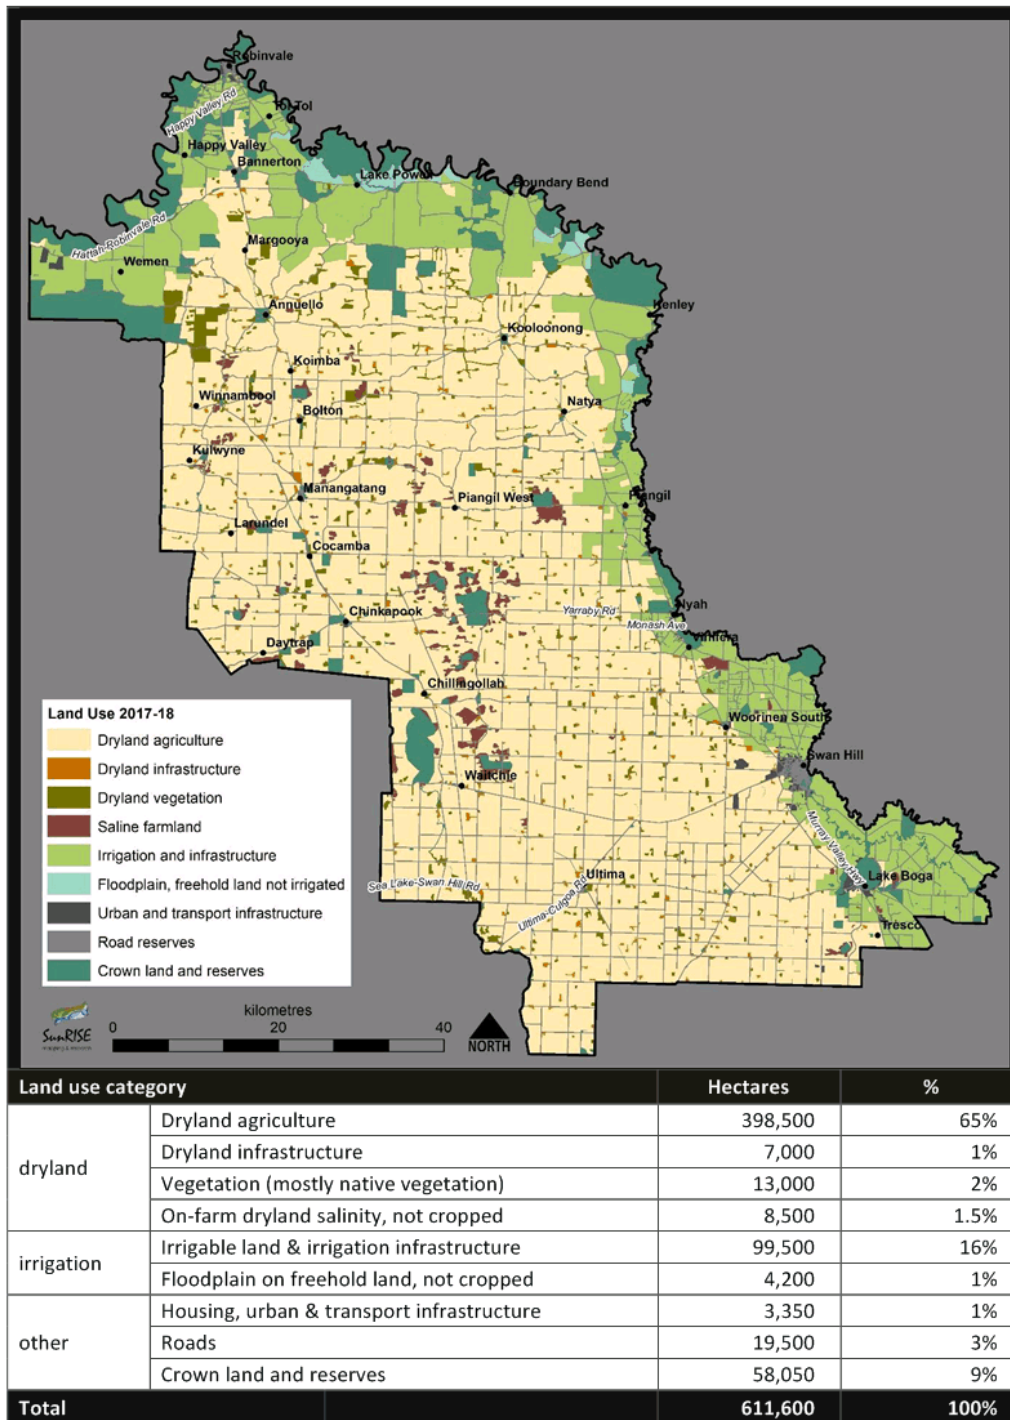 Robinvale
Happy Valley Rd
Tol Tol
Happy Valley
Bannerton
Lake Powell
Boundary Bend
Hattah-Robinvale Rd
Margooya
Wemen
Annuello
Kenley
Kooloonong
Koimba
Winnambool
Natya
Bolton
Kulwyne
Manangatang
Piangil West
Piangil
Larundel
Cocamba
Chinkapook
Yarraby Rd
Nyah
Monash Ave
Vinifera
Daytrap
Chillingollah
Woorinen South
Swan Hill
Waitchie
Murray Valley Hwy
Ultima
Lake Boga
Sea Lake-Swan Hill Rd
Ultima-Culgoa Rd
Tresco
Land Use 2017-18
Dryland agriculture
Dryland infrastructure
Dryland vegetation
Saline farmland
Irrigation and infrastructure
Floodplain, freehold land not irrigated
Urban and transport infrastructure
Road reserves
Crown land and reserves
SunRISE
kilometres
0 20 40
NORTH
Land use category Hectares %
dryland
Dryland agriculture 398,500 65%
Dryland infrastructure 7,000 1%
Vegetation (mostly native vegetation) 13,000 2%
On-farm dryland salinity, not cropped 8,500 1.5%
irrigation
Irrigable land & irrigation infrastructure 99,500 16%
Floodplain on freehold land, not cropped 4,200 1%
other
Housing, urban & transport infrastructure 3,350 1%
Roads 19,500 3%
Crown land and reserves 58,050 9%
Total 611,600 100%